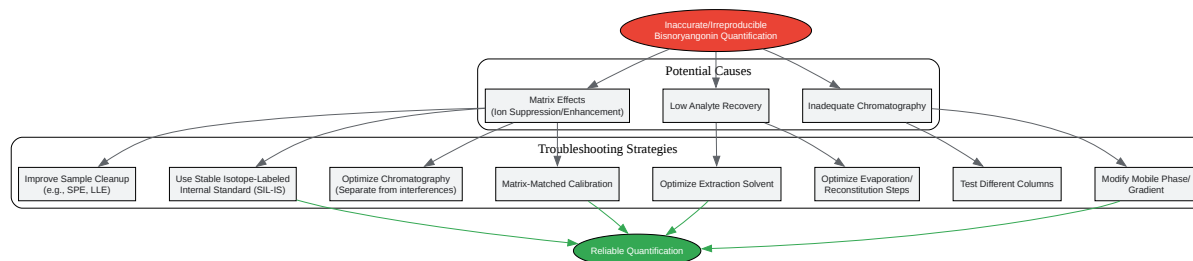 Inaccurate/Irreproducible
Bisnoryangonin Quantification
Potential Causes
Matrix Effects
(Ion Suppression/Enhancement)
Low Analyte Recovery
Inadequate Chromatography
Troubleshooting Strategies
Improve Sample Cleanup
(e.g., SPE, LLE)
Use Stable Isotope-Labeled
Internal Standard (SIL-IS)
Optimize Chromatography
(Separate from interferences)
Matrix-Matched Calibration
Optimize Extraction Solvent
Optimize Evaporation/
Reconstitution Steps
Test Different Columns
Modify Mobile Phase/
Gradient
Reliable Quantification